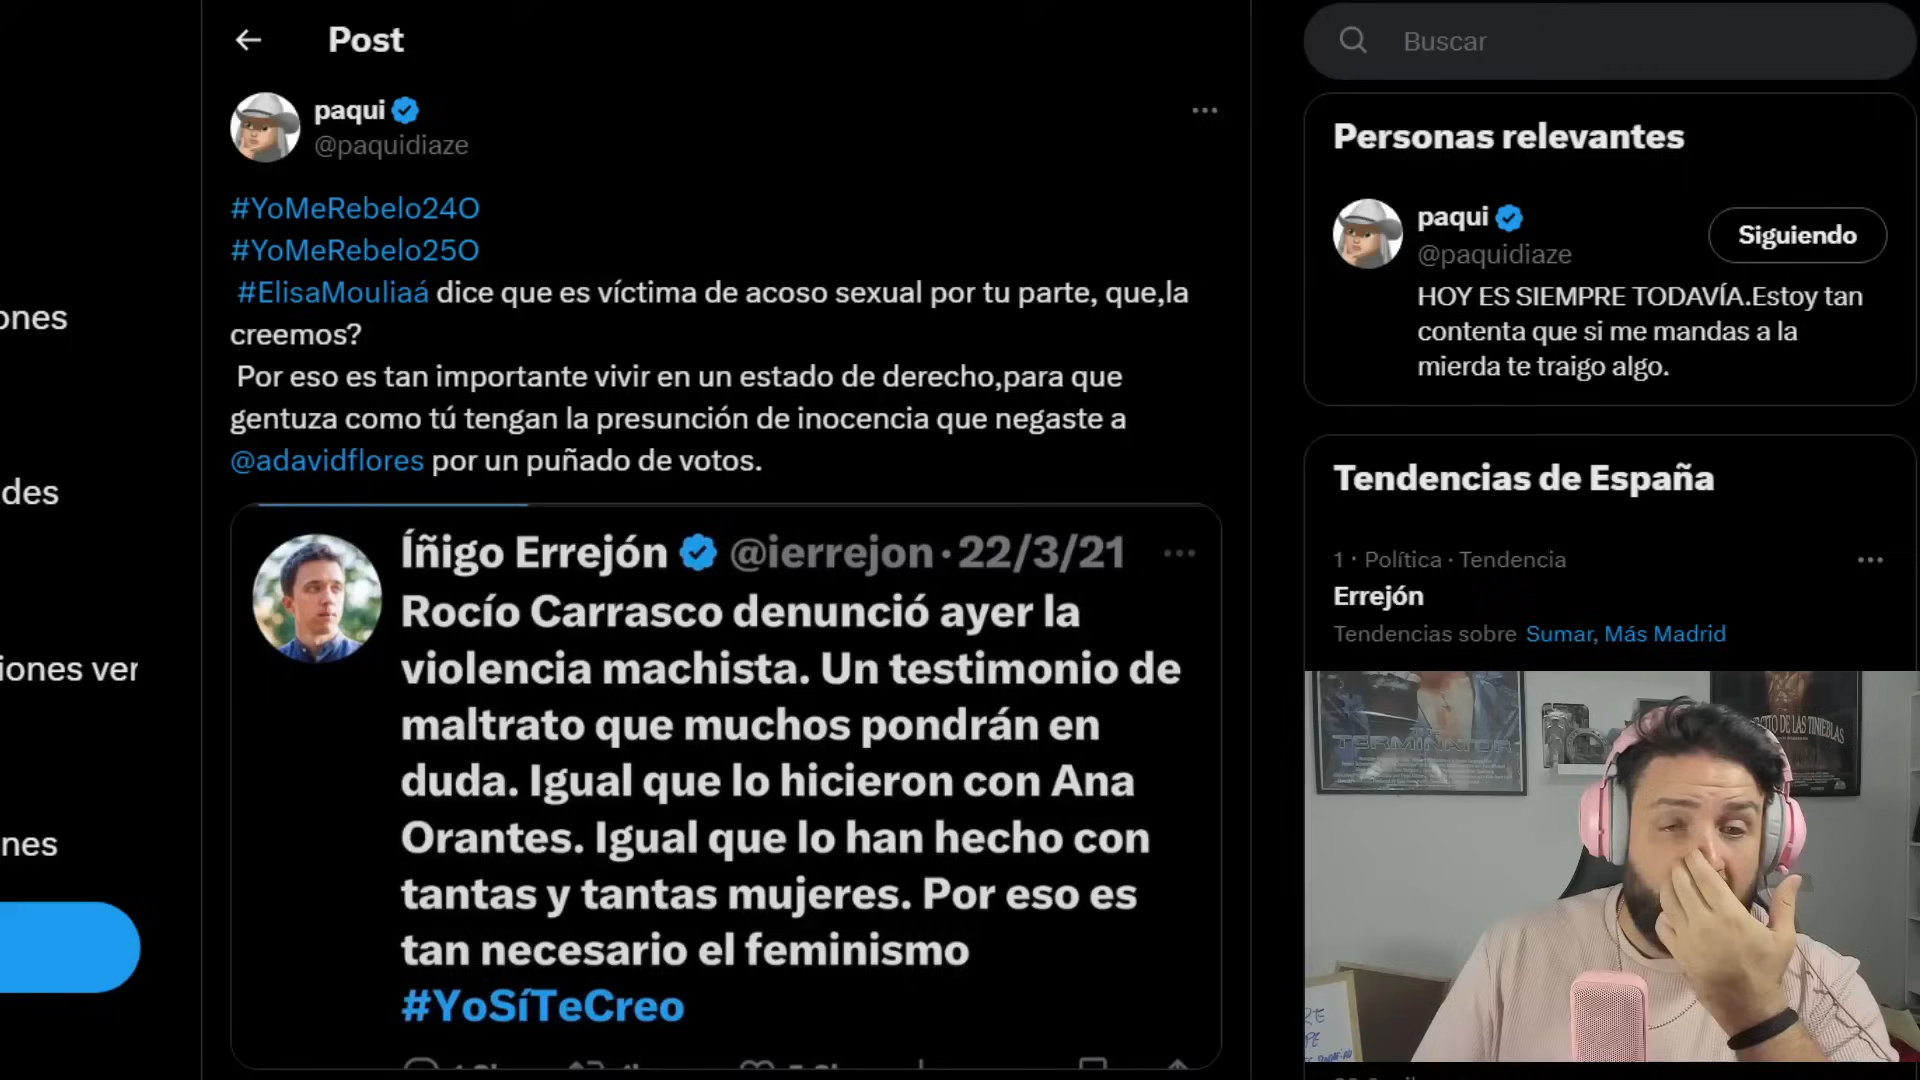 Post
Buscar
paqui
@paquidiaze
#YoMeRebelo24O
#YoMeRebelo25O
#ElisaMouliaá dice que es víctima de acoso sexual por tu parte, que,la
creemos?
Por eso es tan importante vivir en un estado de derecho,para que
gentuza como tú tengan la presunción de inocencia que negaste a
@adavidflores por un puñado de votos.
Íñigo Errejón @ierrejon · 22/3/21
Rocío Carrasco denunció ayer la
violencia machista. Un testimonio de
maltrato que muchos pondrán en
duda. Igual que lo hicieron con Ana
Orantes. Igual que lo han hecho con
tantas y tantas mujeres. Por eso es
tan necesario el feminismo
#YoSíTeCreo
Personas relevantes
paqui
@paquidiaze
Siguiendo
HOY ES SIEMPRE TODAVÍA.Estoy tan
contenta que si me mandas a la
mierda te traigo algo.
Tendencias de España
1 · Política · Tendencia
Errejón
Tendencias sobre Sumar, Más Madrid
ones
des
iones ver
nes
TERMINATOR
DE LAS TINIEBLAS